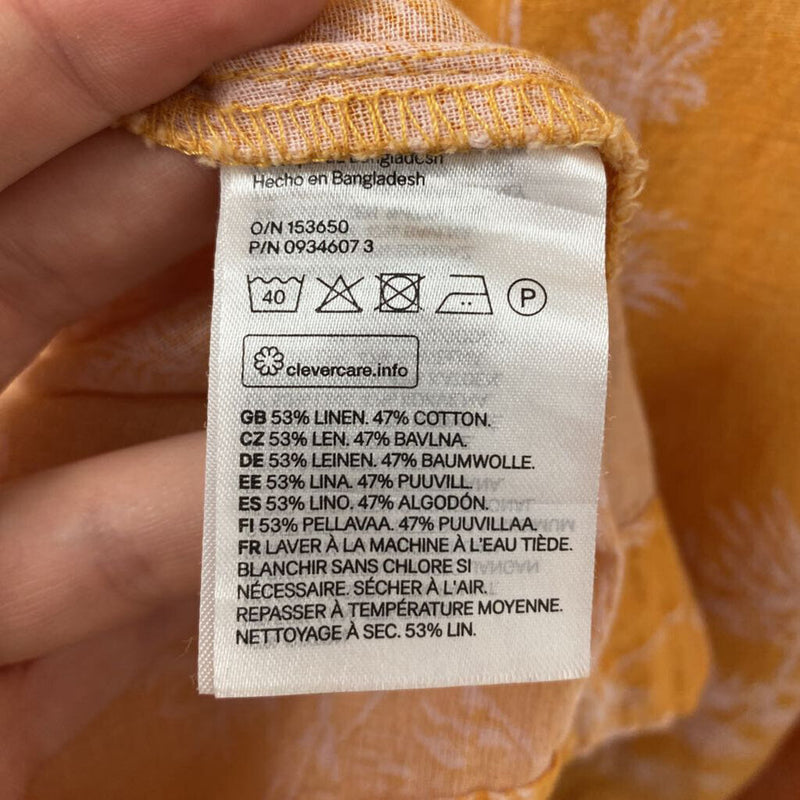 Bangladesh
Hecho en Bangladesh
O/N 153650
P/N 0934607 3
40 P
clevercare.info
GB 53% LINEN. 47% COTTON.
CZ 53% LEN. 47% BAVLNA.
DE 53% LEINEN. 47% BAUMWOLLE.
EE 53% LINA. 47% PUUVILL.
ES 53% LINO. 47% ALGODÓN.
FI 53% PELLAVAA. 47% PUUVILLAA.
FR LAVER À LA MACHINE À L'EAU TIÈDE.
BLANCHIR SANS CHLORE SI
NÉCESSAIRE. SÉCHER À L'AIR.
REPASSER À TEMPÉRATURE MOYENNE.
NETTOYAGE À SEC. 53% LIN.